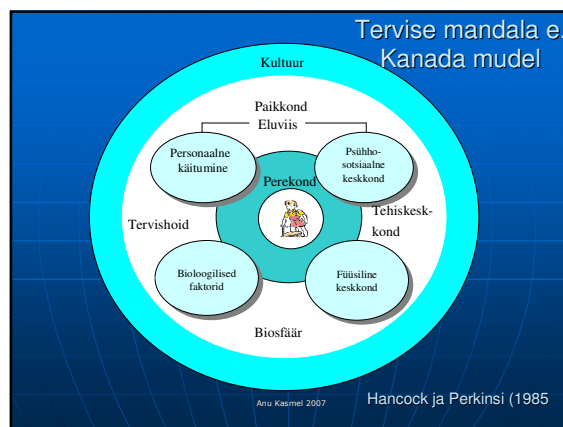 Tervise mandala e.
Kanada mudel
Kultuur
Paikkond
Eluviis
Personaalne
käitumine
Psühho-
sotsiaalne
keskkond
Perekond
Tervishoid
Tehiskesk-
kond
Bioloogilised
faktorid
Füüsiline
keskkond
Biosfäär
Anu Kasmel 2007
Hancock ja Perkinsi (1985